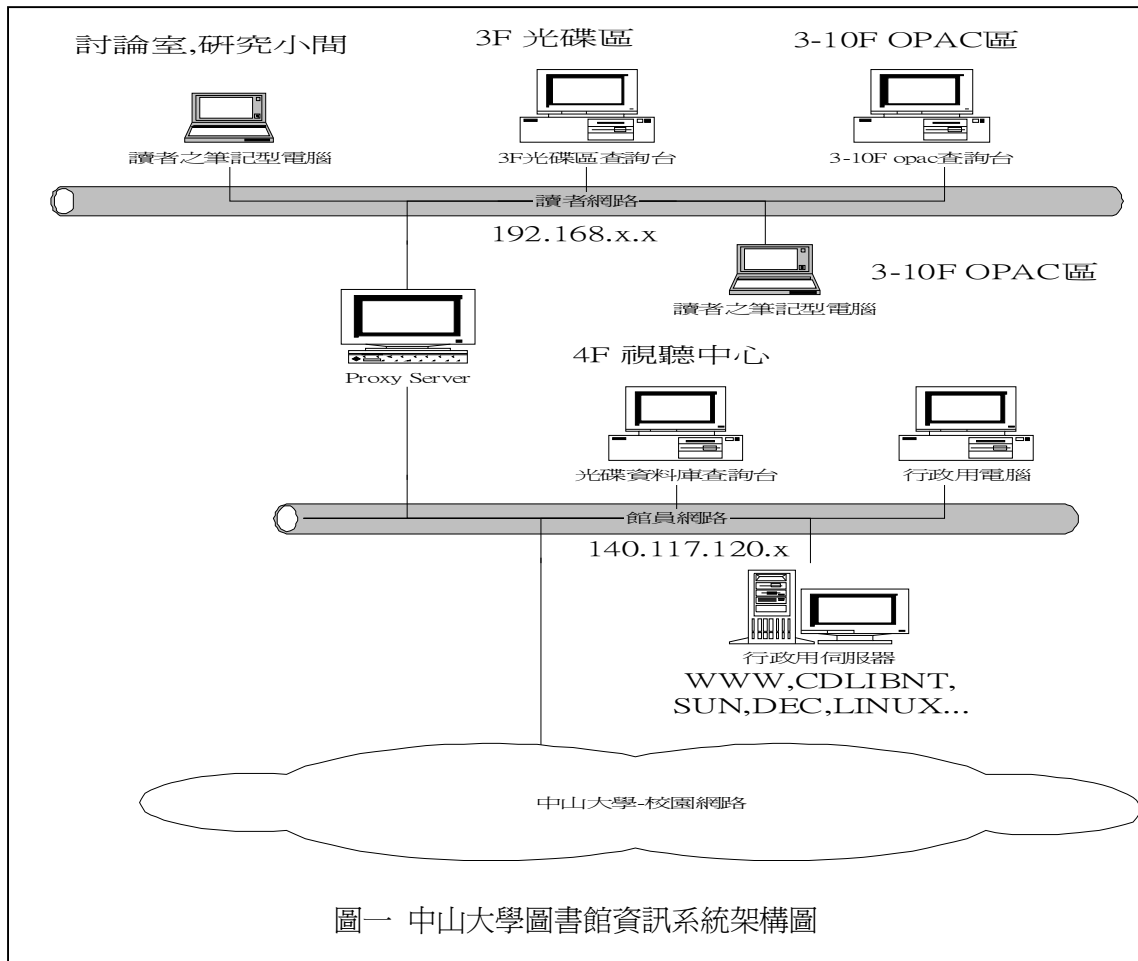 討論室,研究小間
3F 光碟區
3-10F OPAC區
讀者之筆記型電腦
3F光碟區查詢台
3-10F opac查詢台
讀者網路
192.168.x.x
3-10F OPAC區
讀者之筆記型電腦
Proxy Server
4F 視聽中心
光碟資料庫查詢台
行政用電腦
館員網路
140.117.120.x
行政用伺服器
WWW,CDLIBNT,
SUN,DEC,LINUX...
中山大學-校園網路
圖一 中山大學圖書館資訊系統架構圖